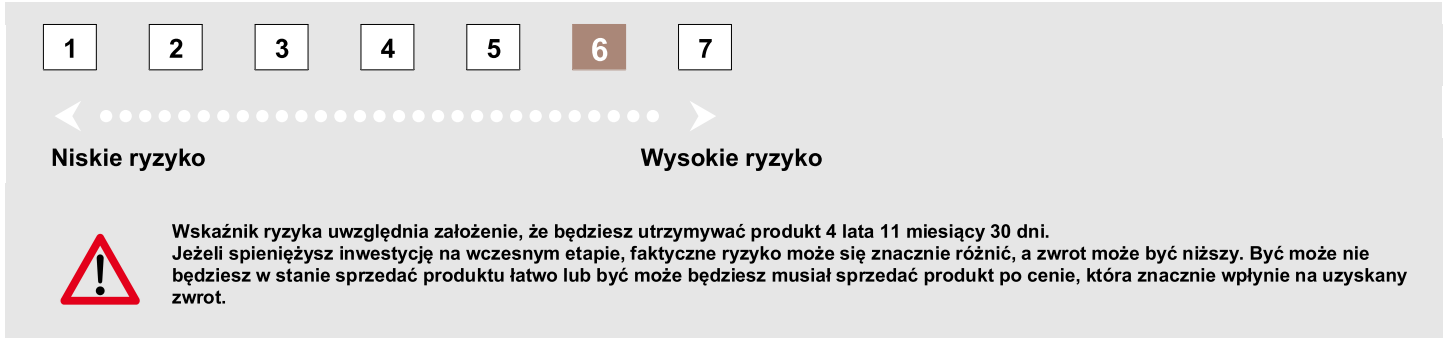 1 2 3 4 5 6 7
Niskie ryzyko Wysokie ryzyko
Wskaźnik ryzyka uwzględnia założenie, że będziesz utrzymywać produkt 4 lata 11 miesiący 30 dni.
Jeżeli spieniężysz inwestycję na wczesnym etapie, faktyczne ryzyko może się znacznie różnić, a zwrot może być niższy. Być może nie
będziesz w stanie sprzedać produktu łatwo lub być może będziesz musiał sprzedać produkt po cenie, która znacznie wpłynie na uzyskany
zwrot.